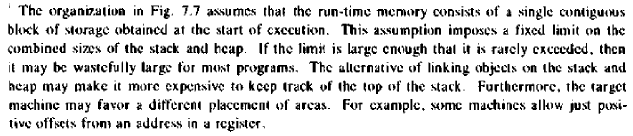 ' The organization in Fig. 7.7 assumes that the run-time memory consists of a single contiguous
block of storage obtained at the start of execution. This assumption imposes a fixed limit on the
combined sizes of the stack and heap. If the limit is large enough that it is rarely exceeded, then
it may be wastefully large for most programs. The alternative of linking objects on the stack and
heap may make it more expensive to keep track of the top of the stack. Furthermore, the target
machine may favor a different placement of areas. For example, some machines allow just posi-
tive offsets from an address in a register.